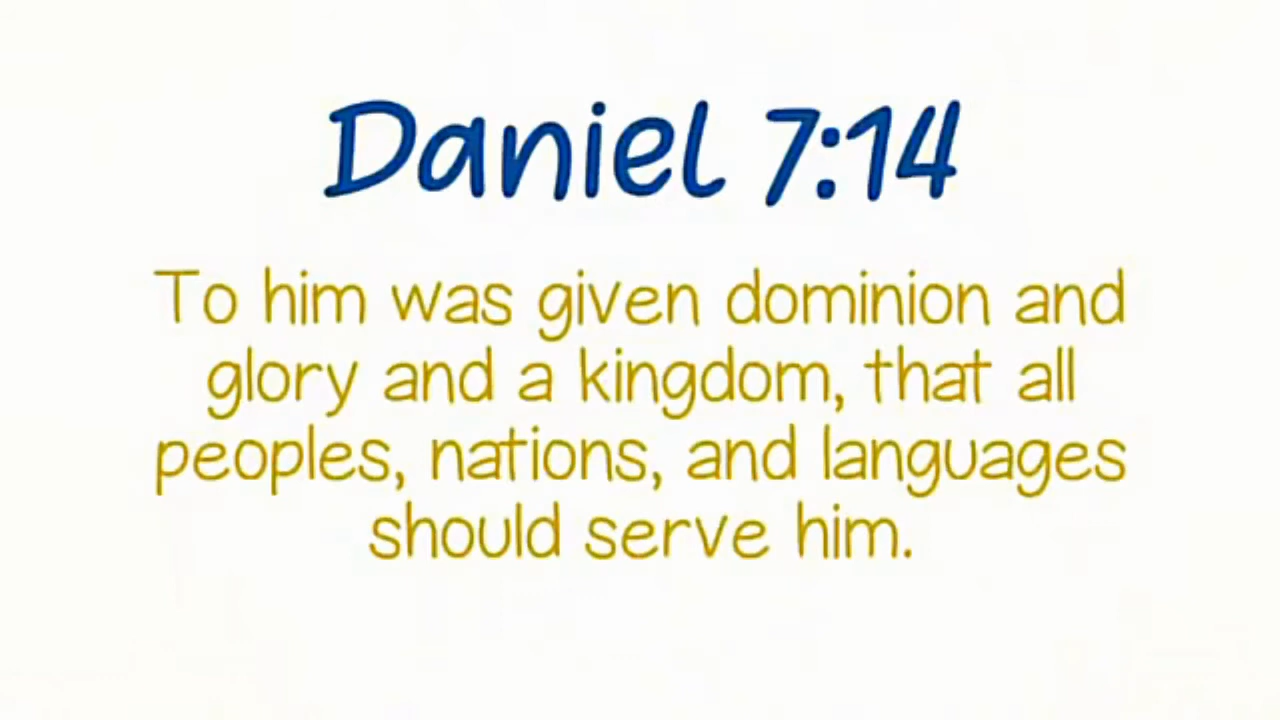 Daniel 7:14
To him was given dominion and
glory and a kingdom, that all
peoples, nations, and languages
should serve him.